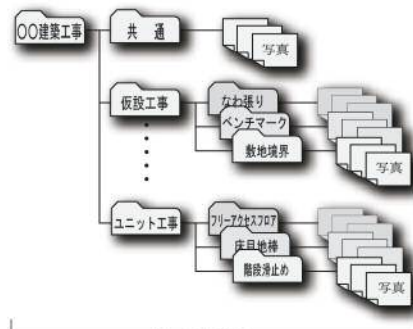 〇〇建築工事
共通
写真
仮設工事
なわ張り
ベンチマーク
敷地境界
写真
ユニット工事
フリーアクセスフロア
床目地棒
階段滑止め
写真